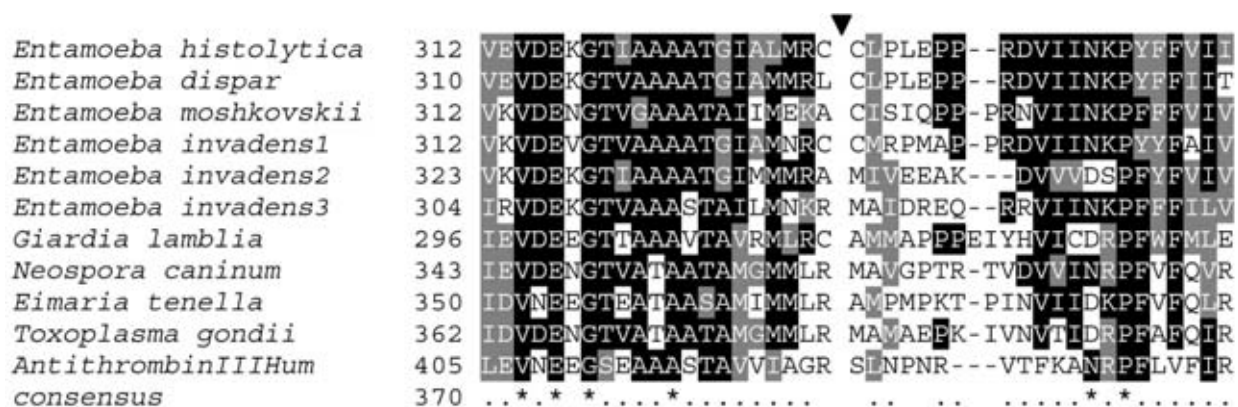 Entamoeba histolytica 312 VEVDEKGTIAAAATGIALMRC CLPLEPP--RDVIINKPYFFVII
Entamoeba dispar 310 VEVDEKGTVAAAATGIAMMRL CLPLEPP--RDVIINKPYFFIIT
Entamoeba moshkovskii 312 VKVDENGTVGAAATAIIMEKA CISIQPP-PRNVIINKPFFFVIV
Entamoeba invadens1 312 VKVDEVGTVAAAATGIAMNRC CMRPMAP-PRDVIINKPYYFAIV
Entamoeba invadens2 323 VKVDEKGTIAAAATGIMMMRA MIVEEAK---DVVVDSPFYFVIV
Entamoeba invadens3 304 IRVDEKGTVAAASTAILMNKR MAIDREQ--RRVIINKPFFFILV
Giardia lamblia 296 IEVDEEGTTAAAVTAVRMLRC AMMAPPPEIYHVICDRPFWFMLE
Neospora caninum 343 IEVDENGTVATAATAMGMMLR MAVGPTR-TVDVVINRPFVFQVR
Eimaria tenella 350 IDVNEEGTEATAASAMIMMLR AMPMPKT-PINVIIDKPFVFQLR
Toxoplasma gondii 362 IDVDENGTVATAATAMGMMLR MAMAEPK-IVNVTIDRPFAFQIR
AntithrombinIIIHum 405 LEVNEEGSEAAASTAVVIAGR SLNPNR---VTFKANRPFLVFIR
consensus 370 ..*.*.*....*........ .. .. .. .....*.*......